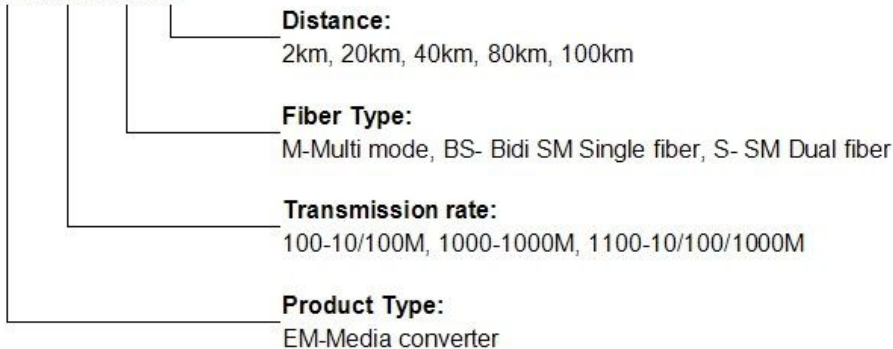 Distance:
2km, 20km, 40km, 80km, 100km
Fiber Type:
M-Multi mode, BS- Bidi SM Single fiber, S- SM Dual fiber
Transmission rate:
100-10/100M, 1000-1000M, 1100-10/100/1000M
Product Type:
EM-Media converter